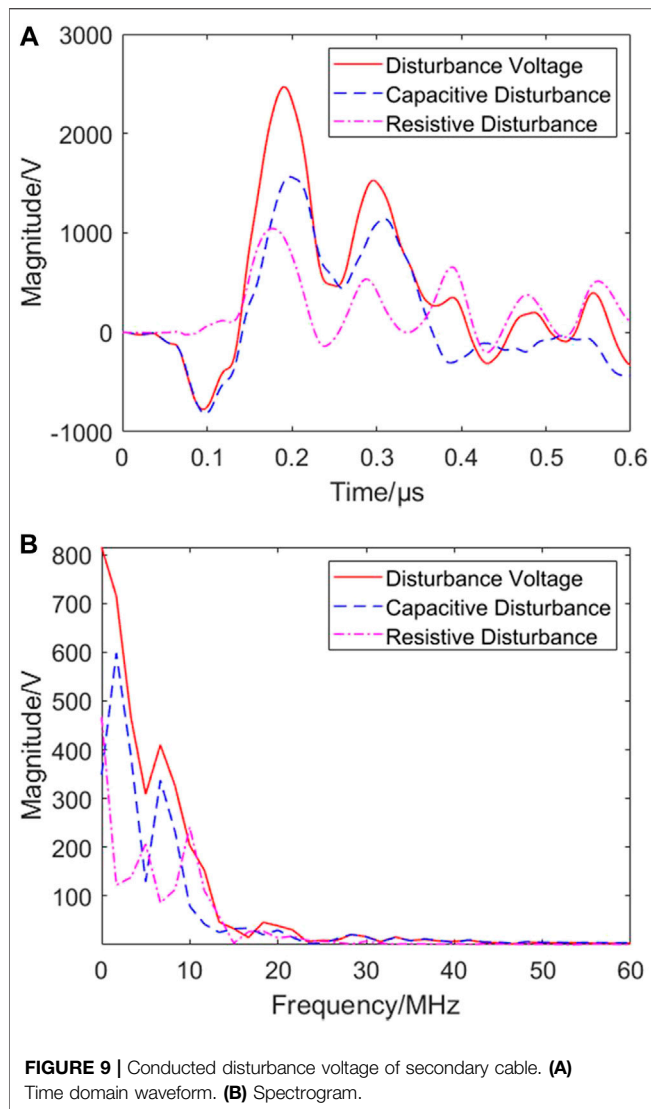 A
3000
2000
1000
0
-1000
Magnitude/V
Disturbance Voltage
Capacitive Disturbance
Resistive Disturbance
0 0.1 0.2 0.3 0.4 0.5 0.6
Time/µs
B
800
700
600
500
400
300
200
100
Magnitude/V
Disturbance Voltage
Capacitive Disturbance
Resistive Disturbance
0 10 20 30 40 50 60
Frequency/MHz
FIGURE 9 | Conducted disturbance voltage of secondary cable. (A)
Time domain waveform. (B) Spectrogram.